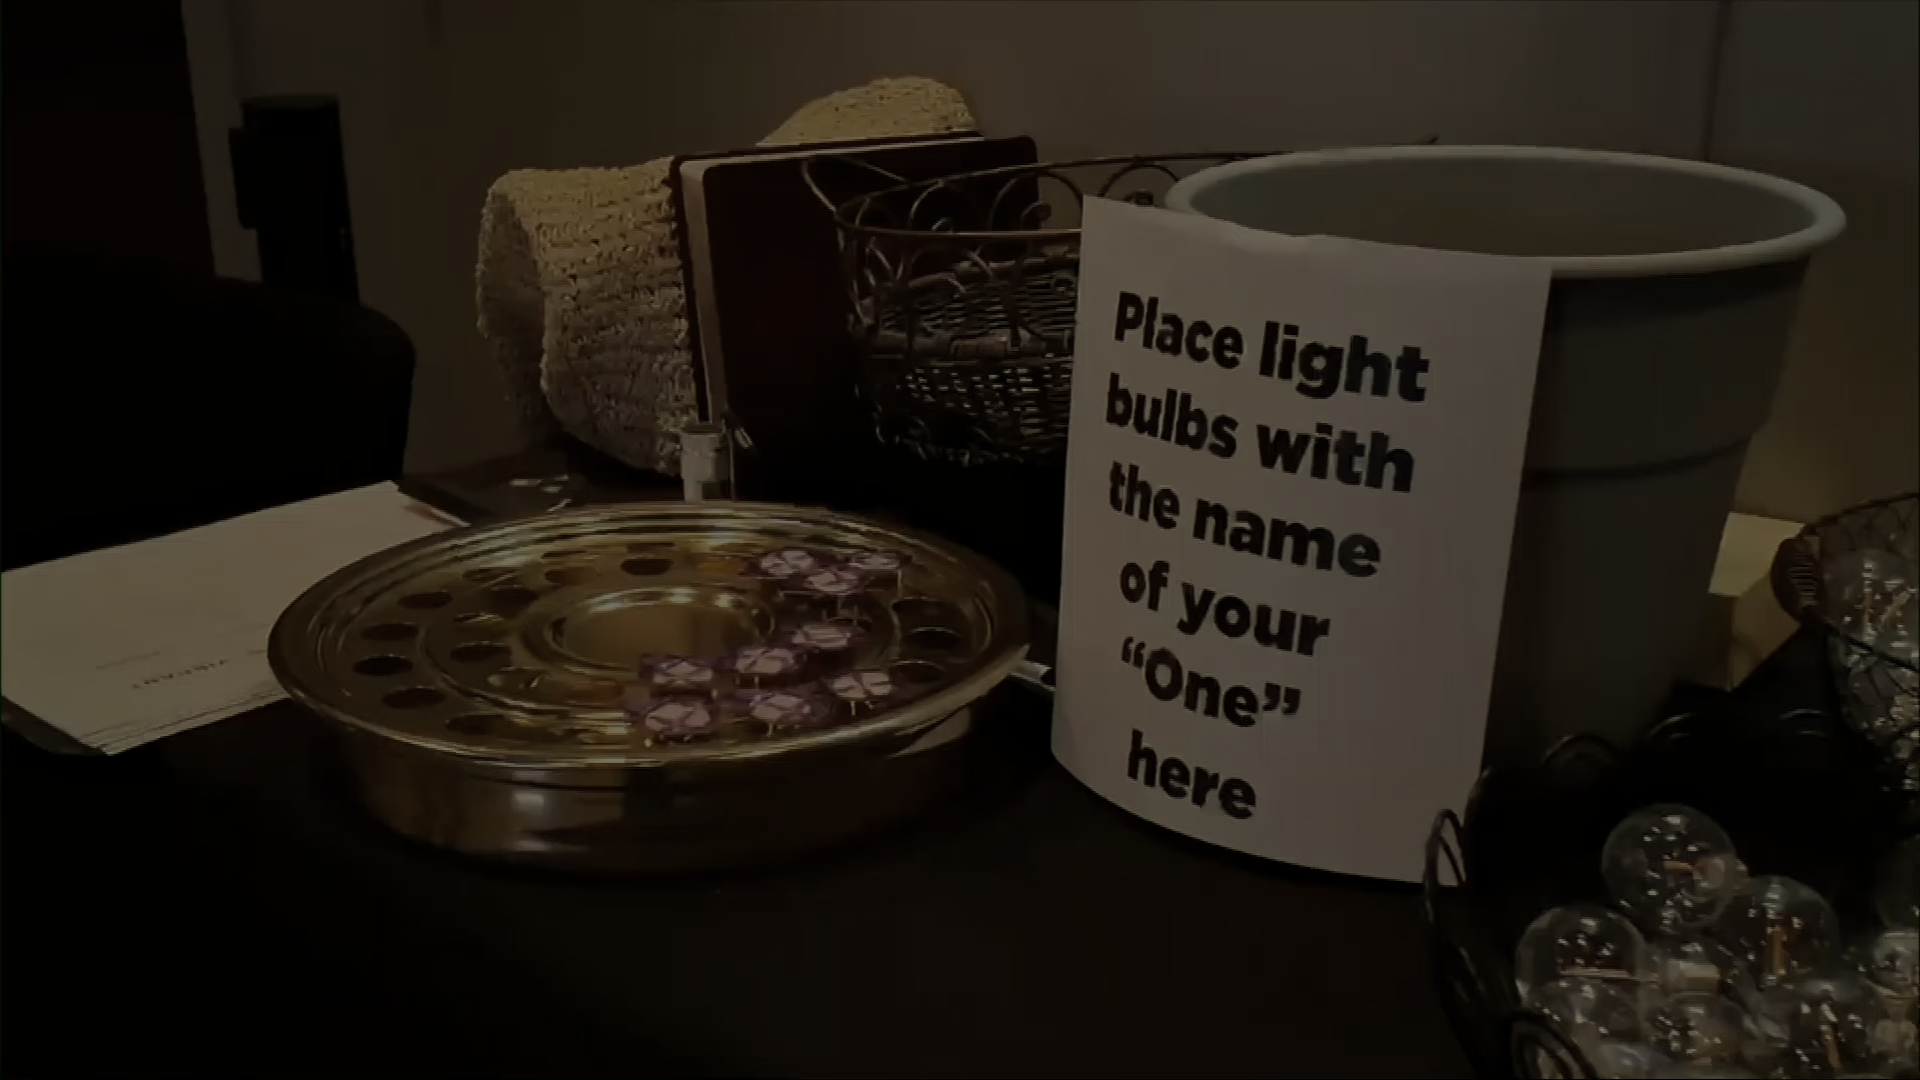 Place light
bulbs with
the name
of your
“One”
here